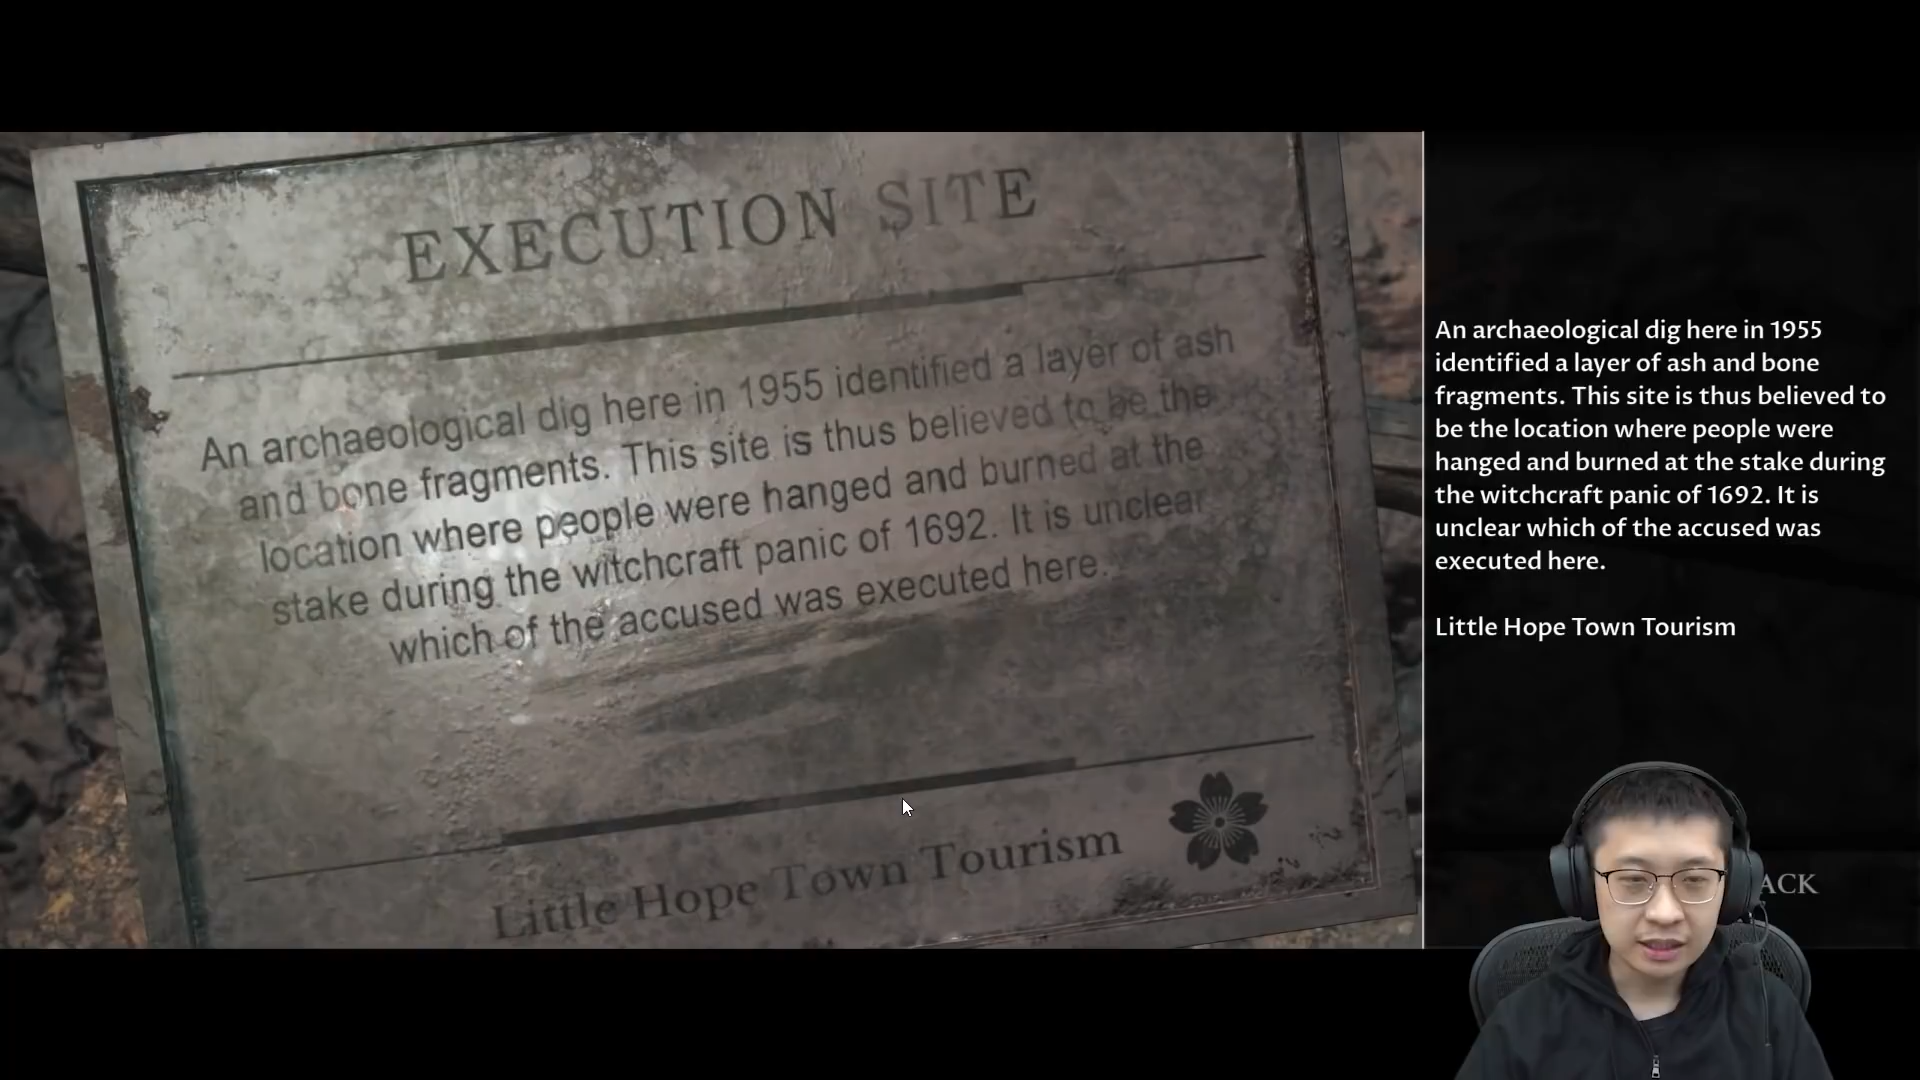 EXECUTION SITE
An archaeological dig here in 1955 identified a layer of ash
and bone fragments. This site is thus believed to be the
location where people were hanged and burned at the
stake during the witchcraft panic of 1692. It is unclear
which of the accused was executed here.
Little Hope Town Tourism
An archaeological dig here in 1955
identified a layer of ash and bone
fragments. This site is thus believed to
be the location where people were
hanged and burned at the stake during
the witchcraft panic of 1692. It is
unclear which of the accused was
executed here.
Little Hope Town Tourism
ACK